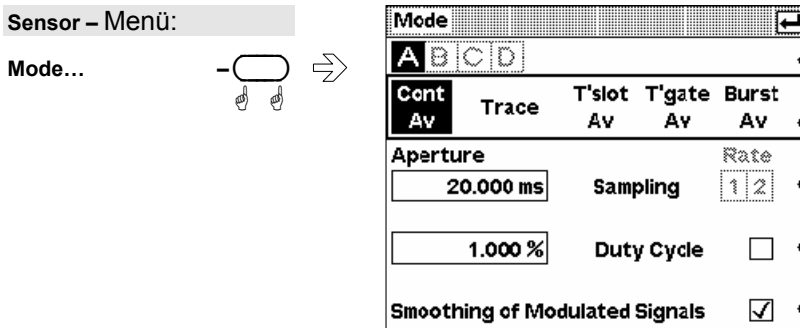 Sensor – Menü:
Mode…
Mode
A B C D
Cont Av Trace T'slot Av T'gate Av Burst Av
Aperture Rate
20.000 ms Sampling 1 2
1.000 % Duty Cycle
Smoothing of Modulated Signals